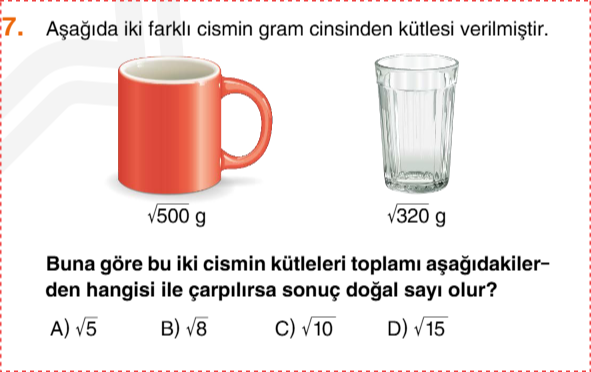 7. Aşağıda iki farklı cismin gram cinsinden kütlesi verilmiştir.
√500 g √320 g
Buna göre bu iki cismin kütleleri toplamı aşağıdakiler-
den hangisi ile çarpılırsa sonuç doğal sayı olur?
A) √5 B) √8 C) √10 D) √15